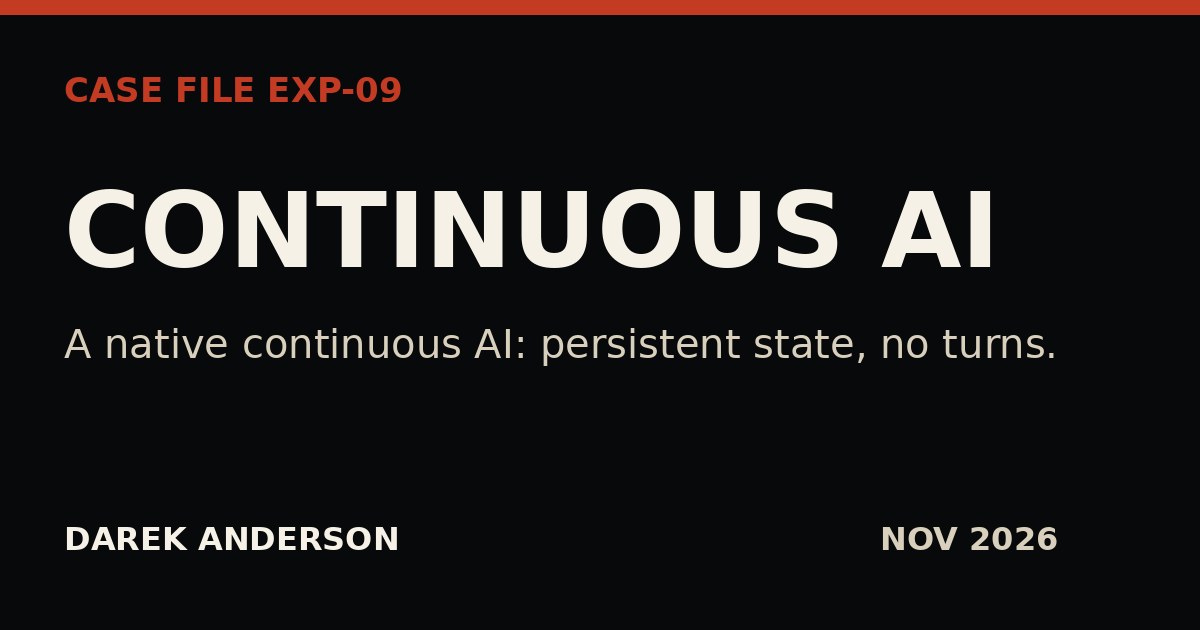 CASE FILE EXP-09
CONTINUOUS AI
A native continuous AI: persistent state, no turns.
DAREK ANDERSON
NOV 2026